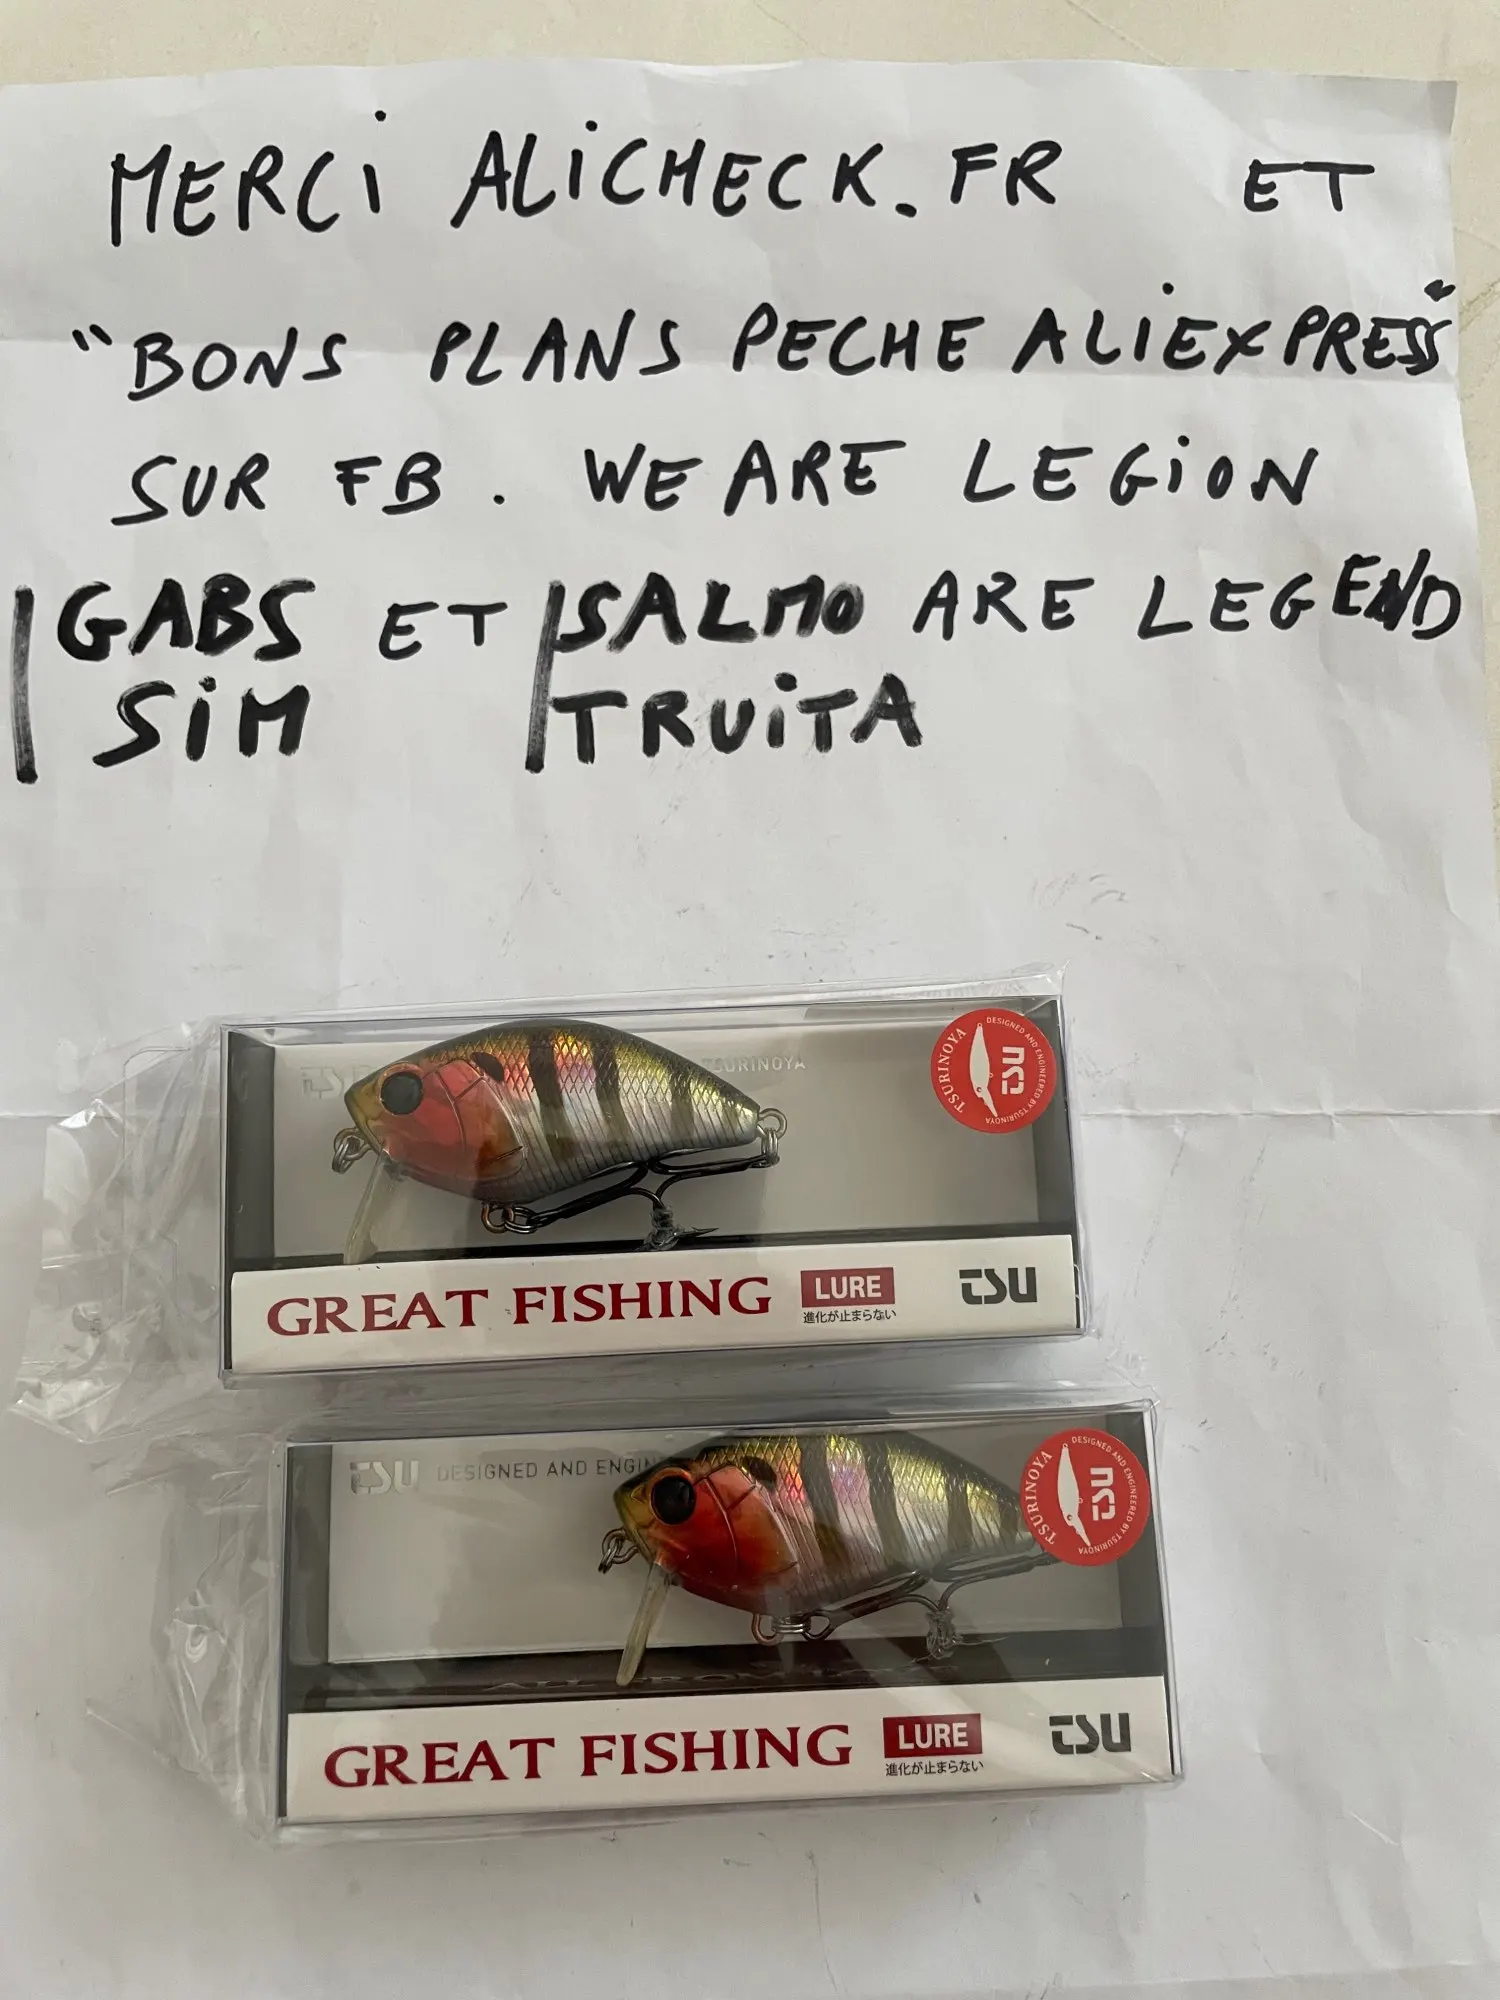 MERCi ALiCHECK.FR ET
"BONS PLANS PECHE ALiEXPRESS"
SUR FB. WE ARE LEGiON
GABS ET SALMO ARE LEGEND
SiM TRUiTA
TSURINOYA
TSURINOYA TSU DESIGNED AND ENGINEERED BY TSURINOYA
GREAT FISHING LURE TSU
進化が止まらない
TSU DESIGNED AND ENGIN
TSURINOYA TSU DESIGNED AND ENGINEERED BY TSURINOYA
GREAT FISHING LURE TSU
進化が止まらない